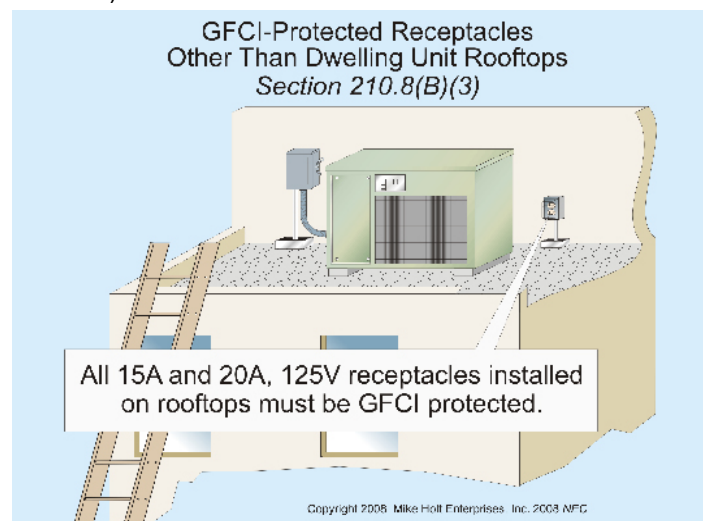 GFCI-Protected Receptacles
Other Than Dwelling Unit Rooftops
Section 210.8(B)(3)
All 15A and 20A, 125V receptacles installed
on rooftops must be GFCI protected.
Copyright 2008 Mike Holt Enterprises, Inc. 2008 NEC